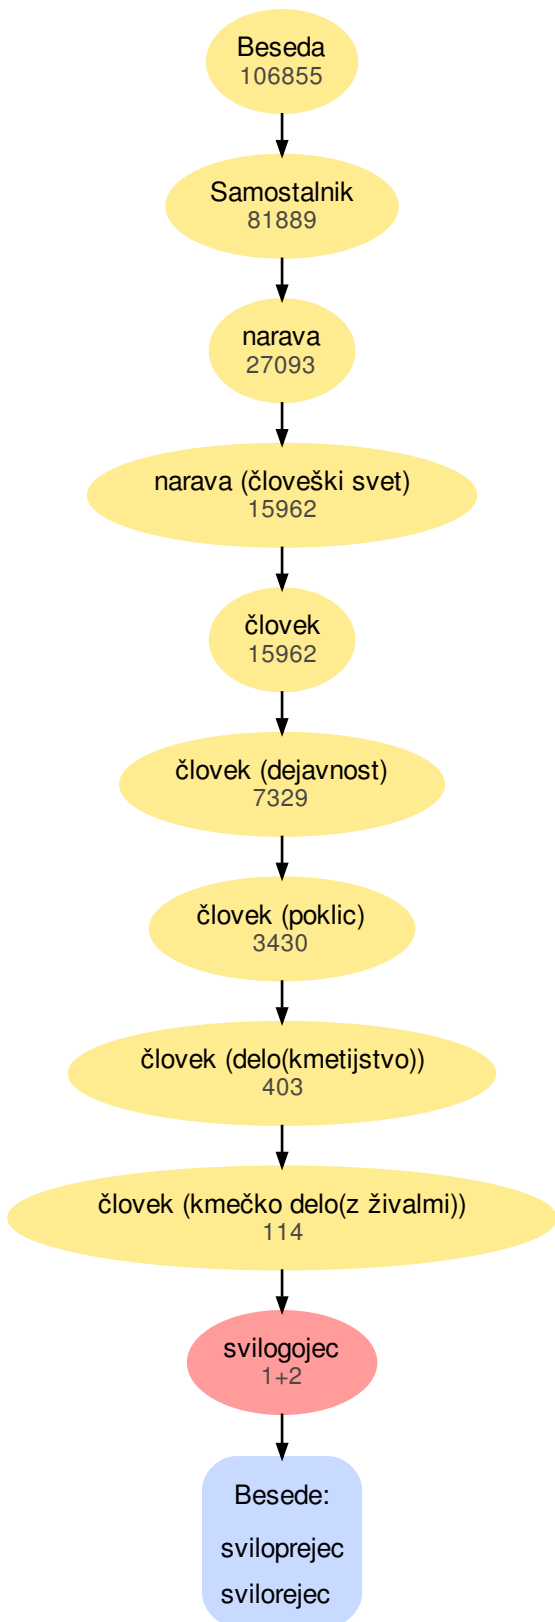 Beseda
106855
Samostalnik
81889
narava
27093
narava (človeški svet)
15962
človek
15962
človek (dejavnost)
7329
človek (poklic)
3430
človek (delo(kmetijstvo))
403
človek (kmečko delo(z živalmi))
114
svilogojec
1+2
Besede:
sviloprejec
svilorejec